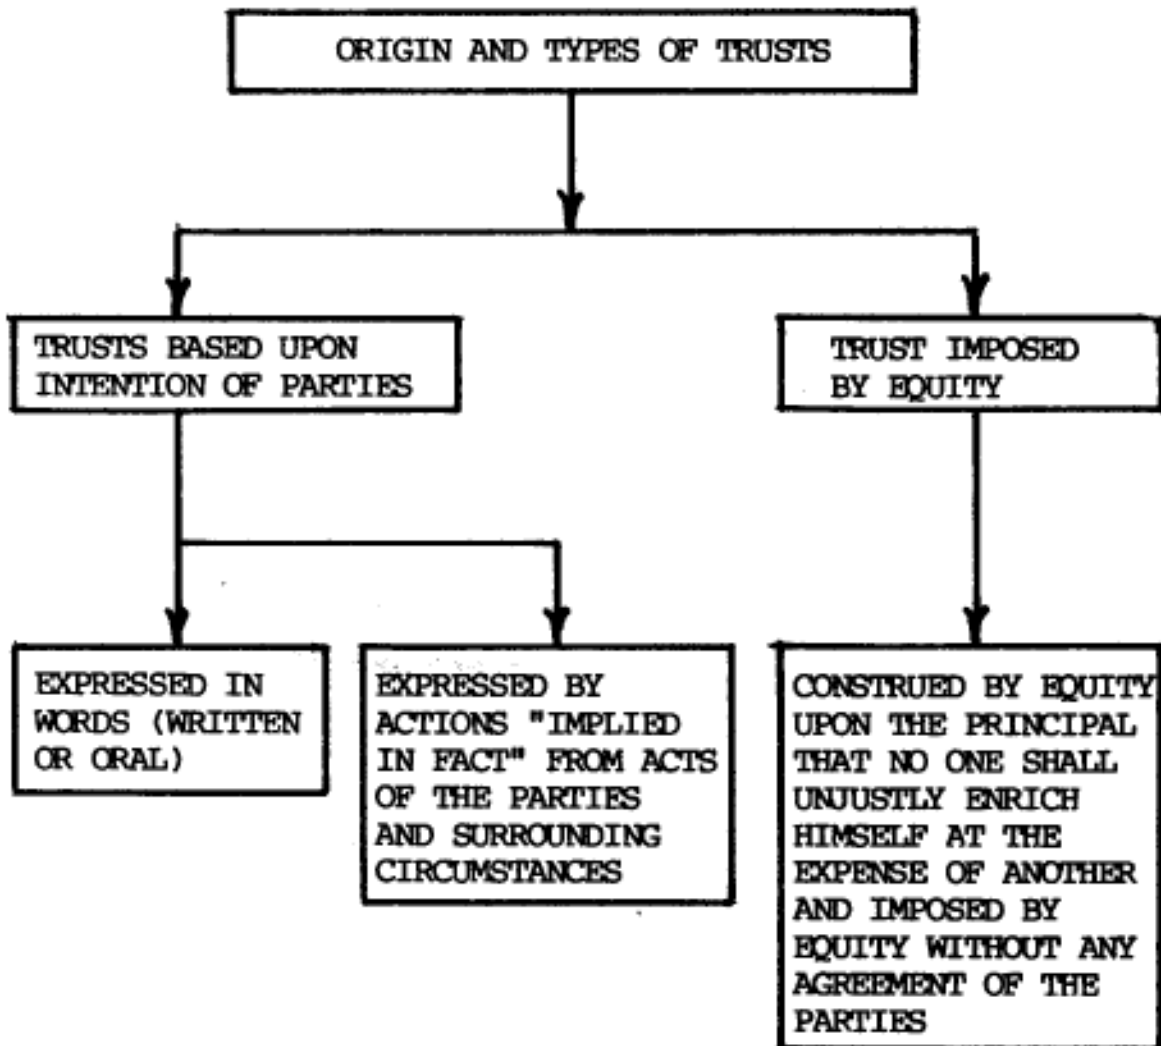 ORIGIN AND TYPES OF TRUSTS
TRUSTS BASED UPON
INTENTION OF PARTIES
TRUST IMPOSED
BY EQUITY
EXPRESSED IN
WORDS (WRITTEN
OR ORAL)
EXPRESSED BY
ACTIONS "IMPLIED
IN FACT" FROM ACTS
OF THE PARTIES
AND SURROUNDING
CIRCUMSTANCES
CONSTRUED BY EQUITY
UPON THE PRINCIPAL
THAT NO ONE SHALL
UNJUSTLY ENRICH
HIMSELF AT THE
EXPENSE OF ANOTHER
AND IMPOSED BY
EQUITY WITHOUT ANY
AGREEMENT OF THE
PARTIES